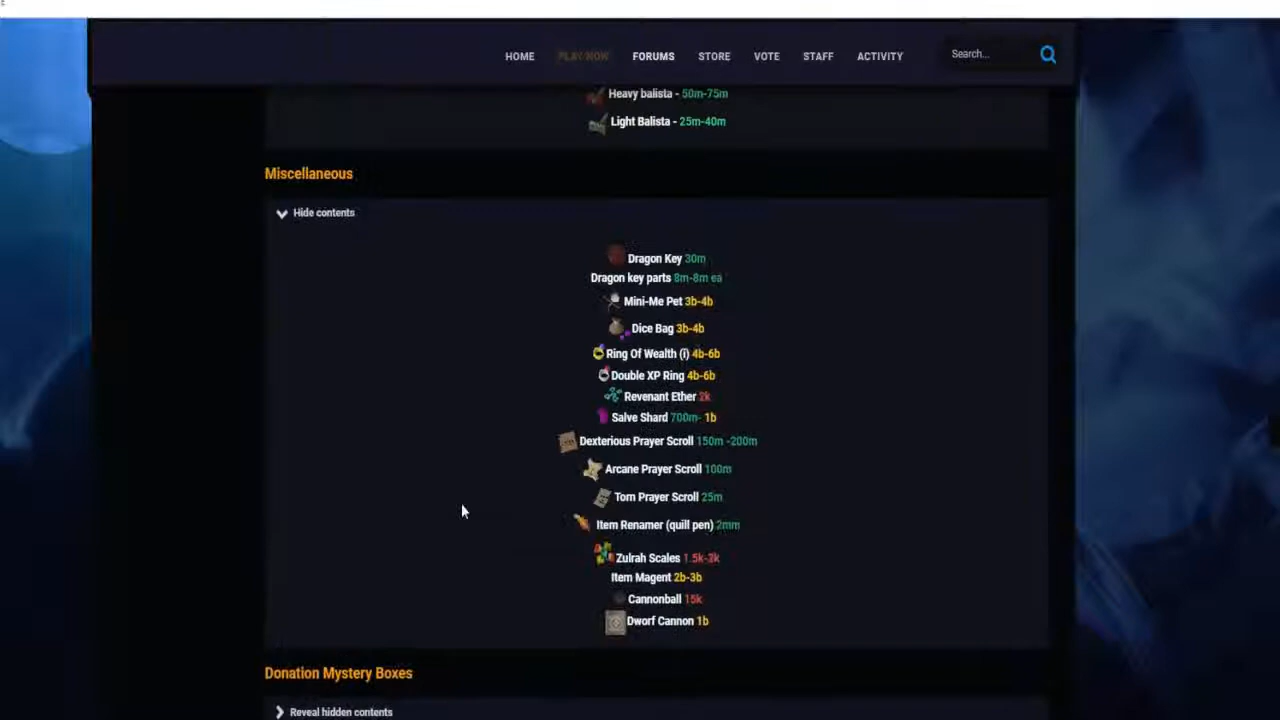 HOME PLAY NOW FORUMS STORE VOTE STAFF ACTIVITY Search...
Heavy balista - 50m-75m
Light Balista - 25m-40m
Miscellaneous
Hide contents
Dragon Key 30m
Dragon key parts 8m-8m ea
Mini-Me Pet 3b-4b
Dice Bag 3b-4b
Ring Of Wealth (i) 4b-6b
Double XP Ring 4b-6b
Revenant Ether 2k
Salve Shard 700m- 1b
Dexterious Prayer Scroll 150m -200m
Arcane Prayer Scroll 100m
Torn Prayer Scroll 25m
Item Renamer (quill pen) 2mm
Zulrah Scales 1.5k-2k
Item Magent 2b-3b
Cannonball 15k
Dworf Cannon 1b
Donation Mystery Boxes
Reveal hidden contents